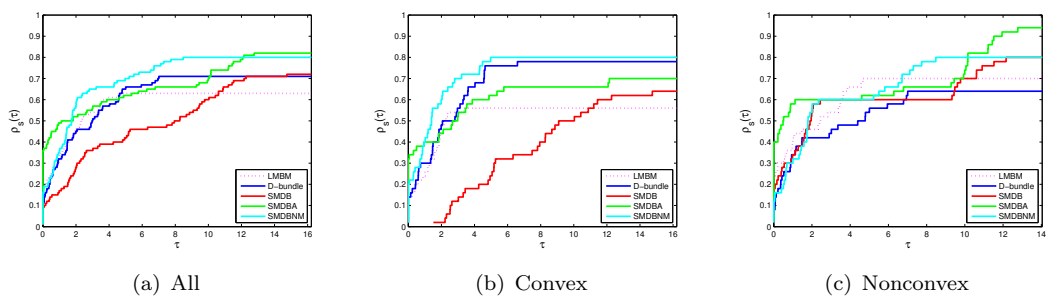 1
0.9
0.8
0.7
0.6
0.5
0.4
0.3
0.2
0.1
0
ρs(τ)
0 2 4 6 8 10 12 14 16
τ
LMBM
D-bundle
SMDB
SMDBA
SMDBNM
(a) All
1
0.9
0.8
0.7
0.6
0.5
0.4
0.3
0.2
0.1
0
ρs(τ)
0 2 4 6 8 10 12 14 16
τ
LMBM
D-bundle
SMDB
SMDBA
SMDBNM
(b) Convex
1
0.9
0.8
0.7
0.6
0.5
0.4
0.3
0.2
0.1
0
ρs(τ)
0 2 4 6 8 10 12 14
τ
LMBM
D-bundle
SMDB
SMDBA
SMDBNM
(c) Nonconvex